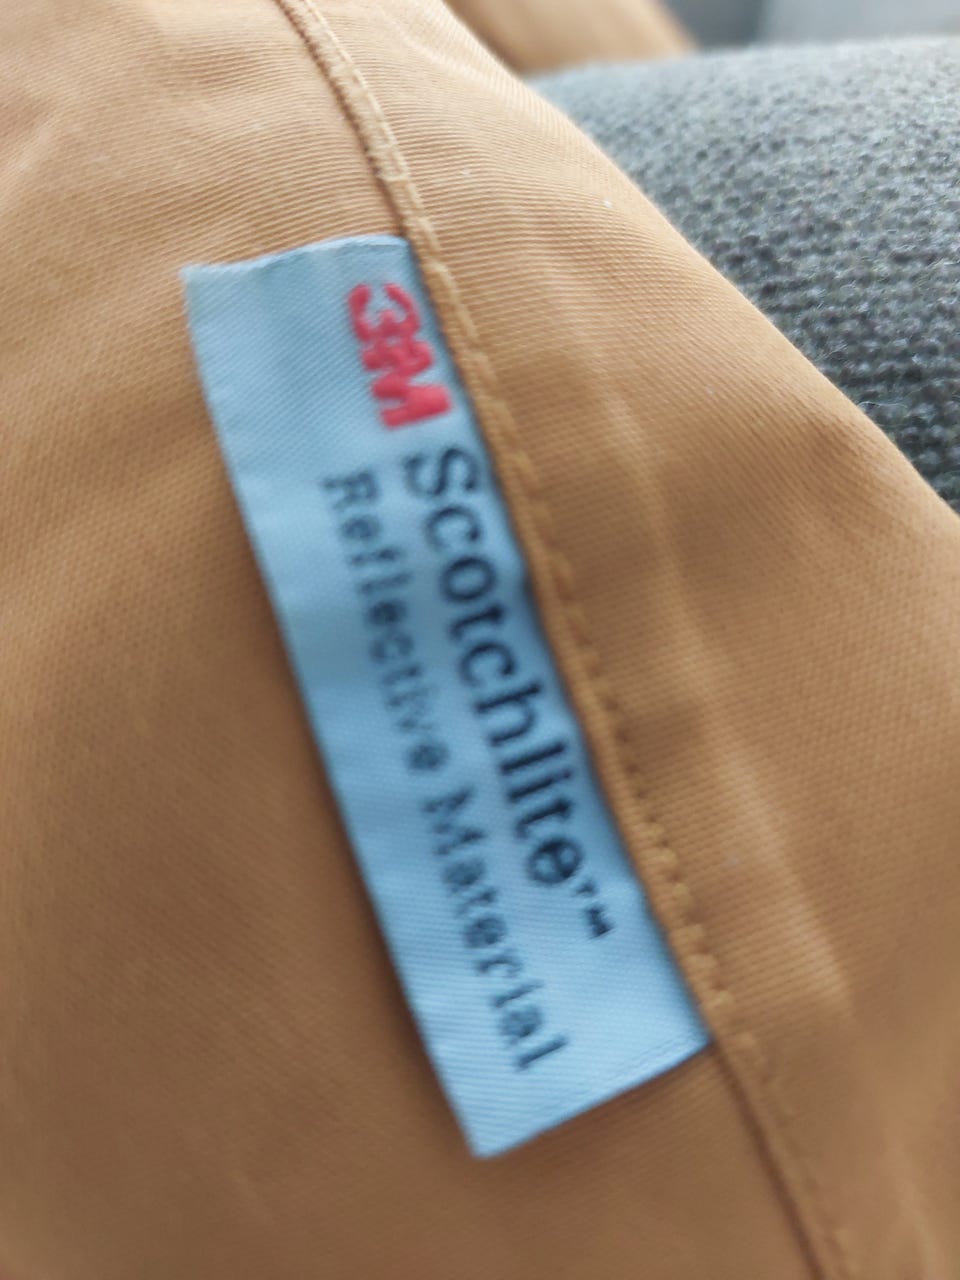 3M
Scotchlite™
Reflective Material